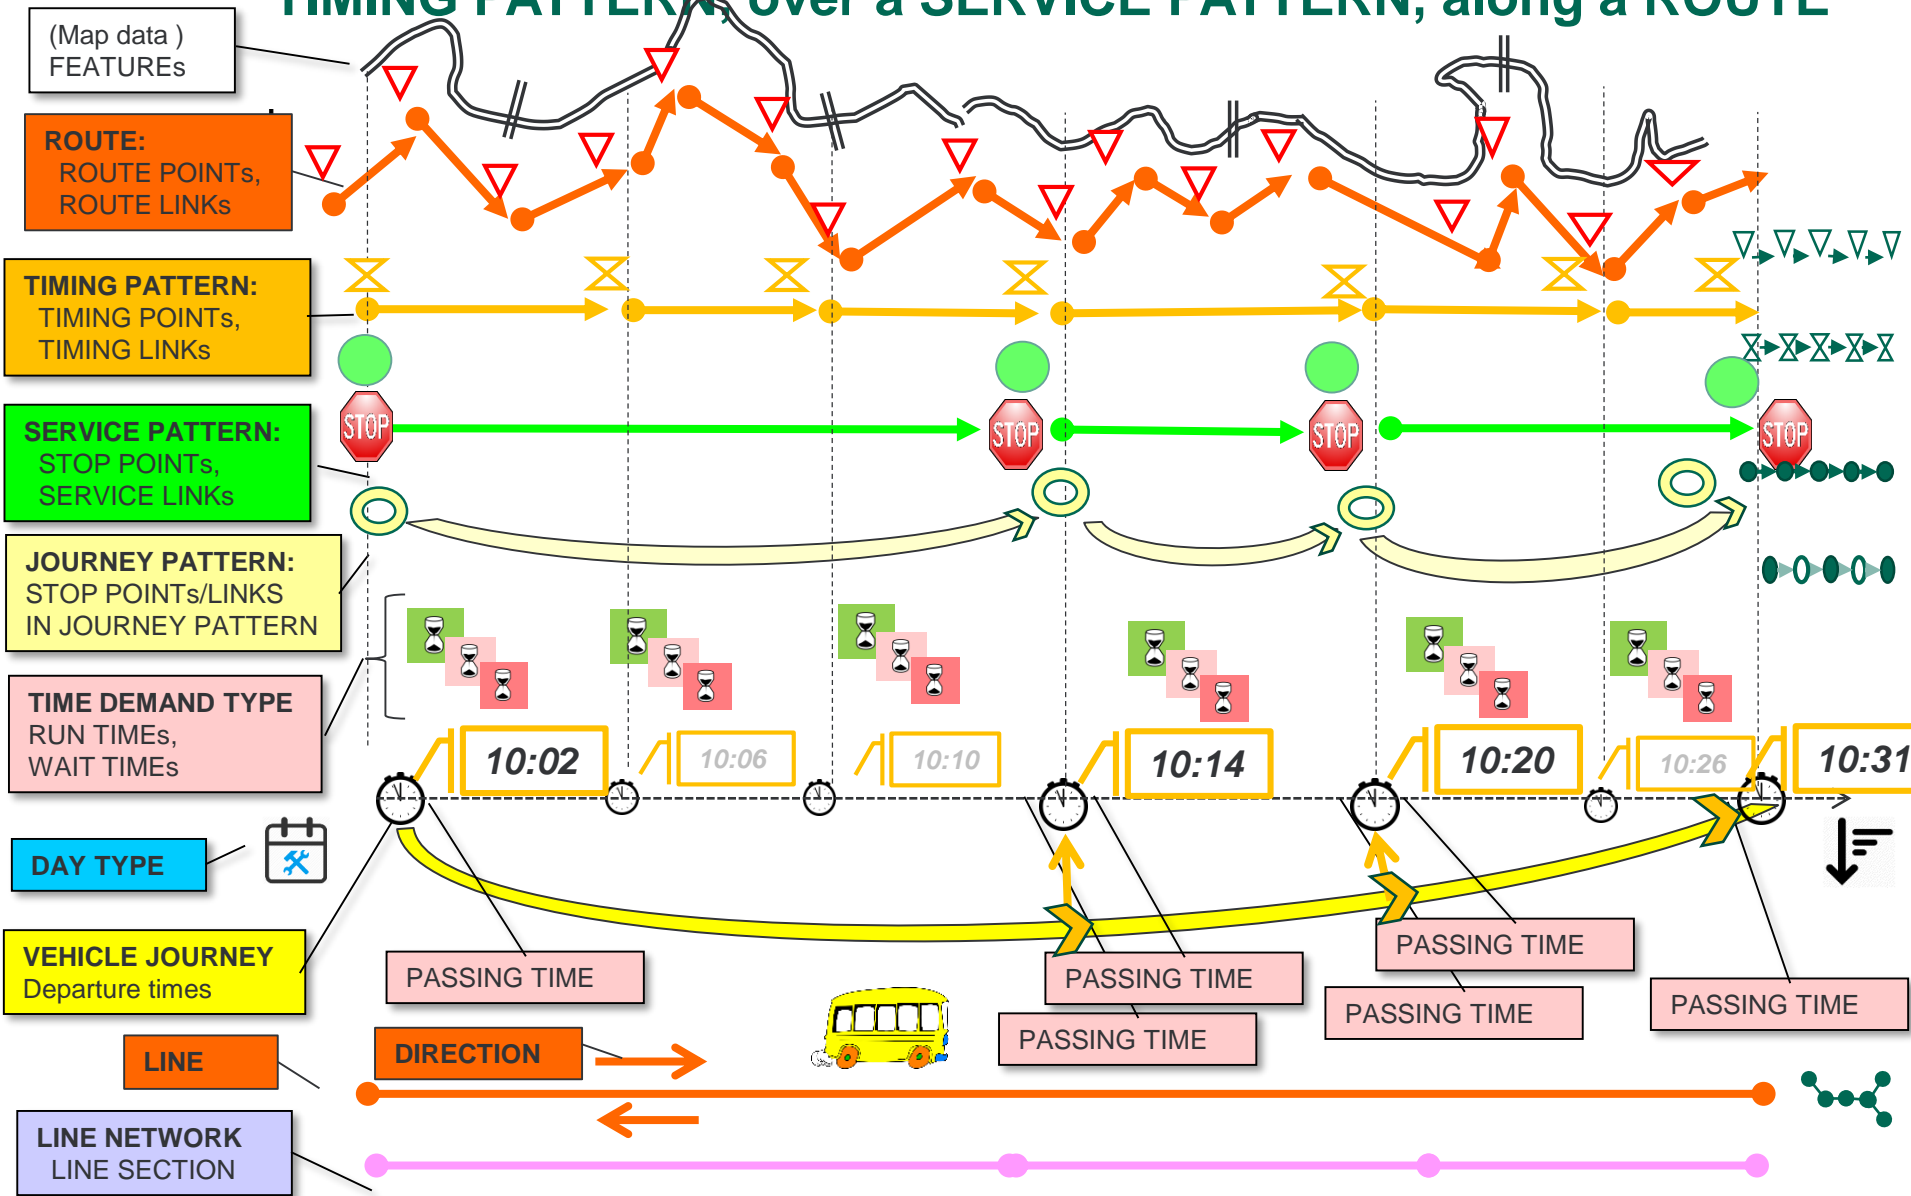 TIMING PATTERN, over a SERVICE PATTERN, along a ROUTE
(Map data )
FEATUREs
ROUTE:
ROUTE POINTs,
ROUTE LINKs
TIMING PATTERN:
TIMING POINTs,
TIMING LINKs
SERVICE PATTERN:
STOP POINTs,
SERVICE LINKs
STOP
STOP
STOP
STOP
JOURNEY PATTERN:
STOP POINTs/LINKS
IN JOURNEY PATTERN
TIME DEMAND TYPE
RUN TIMEs,
WAIT TIMEs
10:02
10:06
10:10
10:14
10:20
10:26
10:31
DAY TYPE
VEHICLE JOURNEY
Departure times
PASSING TIME
PASSING TIME
PASSING TIME
PASSING TIME
PASSING TIME
PASSING TIME
LINE
DIRECTION
LINE NETWORK
LINE SECTION